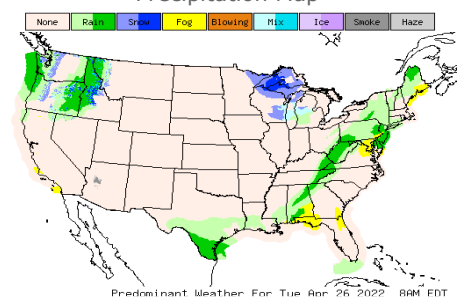 Precipitation Map
None Rain Snow Fog Blowing Mix Ice Smoke Haze
Predominant Weather For Tue Apr 26 2022 8AM EDT